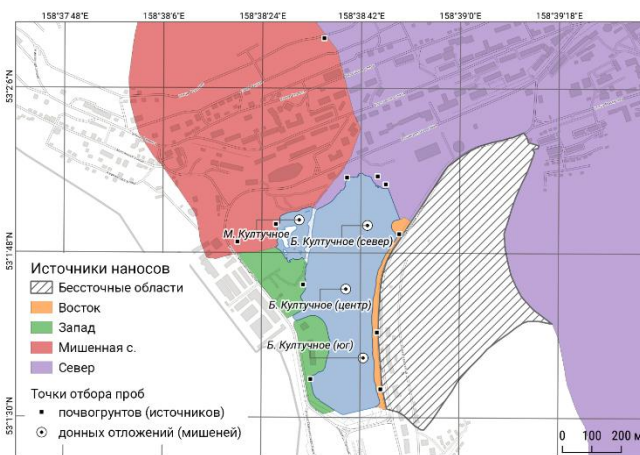 158°37'48"E 158°38'6"E 158°38'24"E 158°38'42"E 158°39'0"E 158°39'18"E
53°2'6"N
53°1'48"N
53°1'30"N
М. Култучное
Б. Култучное (север)
Б. Култучное (центр)
Б. Култучное (юг)
Источники наносов
Бессточные области
Восток
Запад
Мишенная с.
Север
Точки отбора проб
почвогрунтов (источников)
донных отложений (мишеней)
0 100 200 м